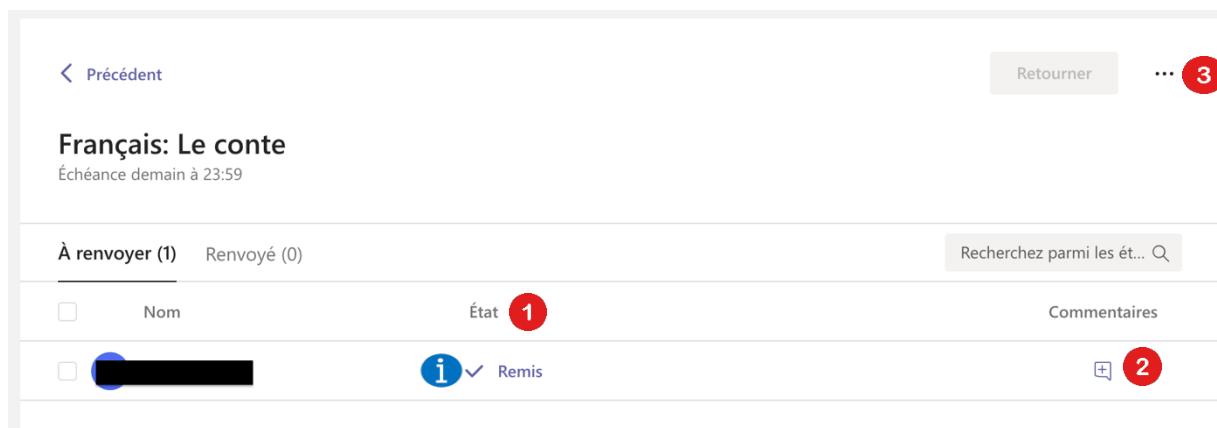 Précédent
Retourner
... 3
Français: Le conte
Échéance demain à 23:59
À renvoyer (1) Renvoyé (0)
Recherchez parmi les ét...
Nom État 1 Commentaires
i Remis 2